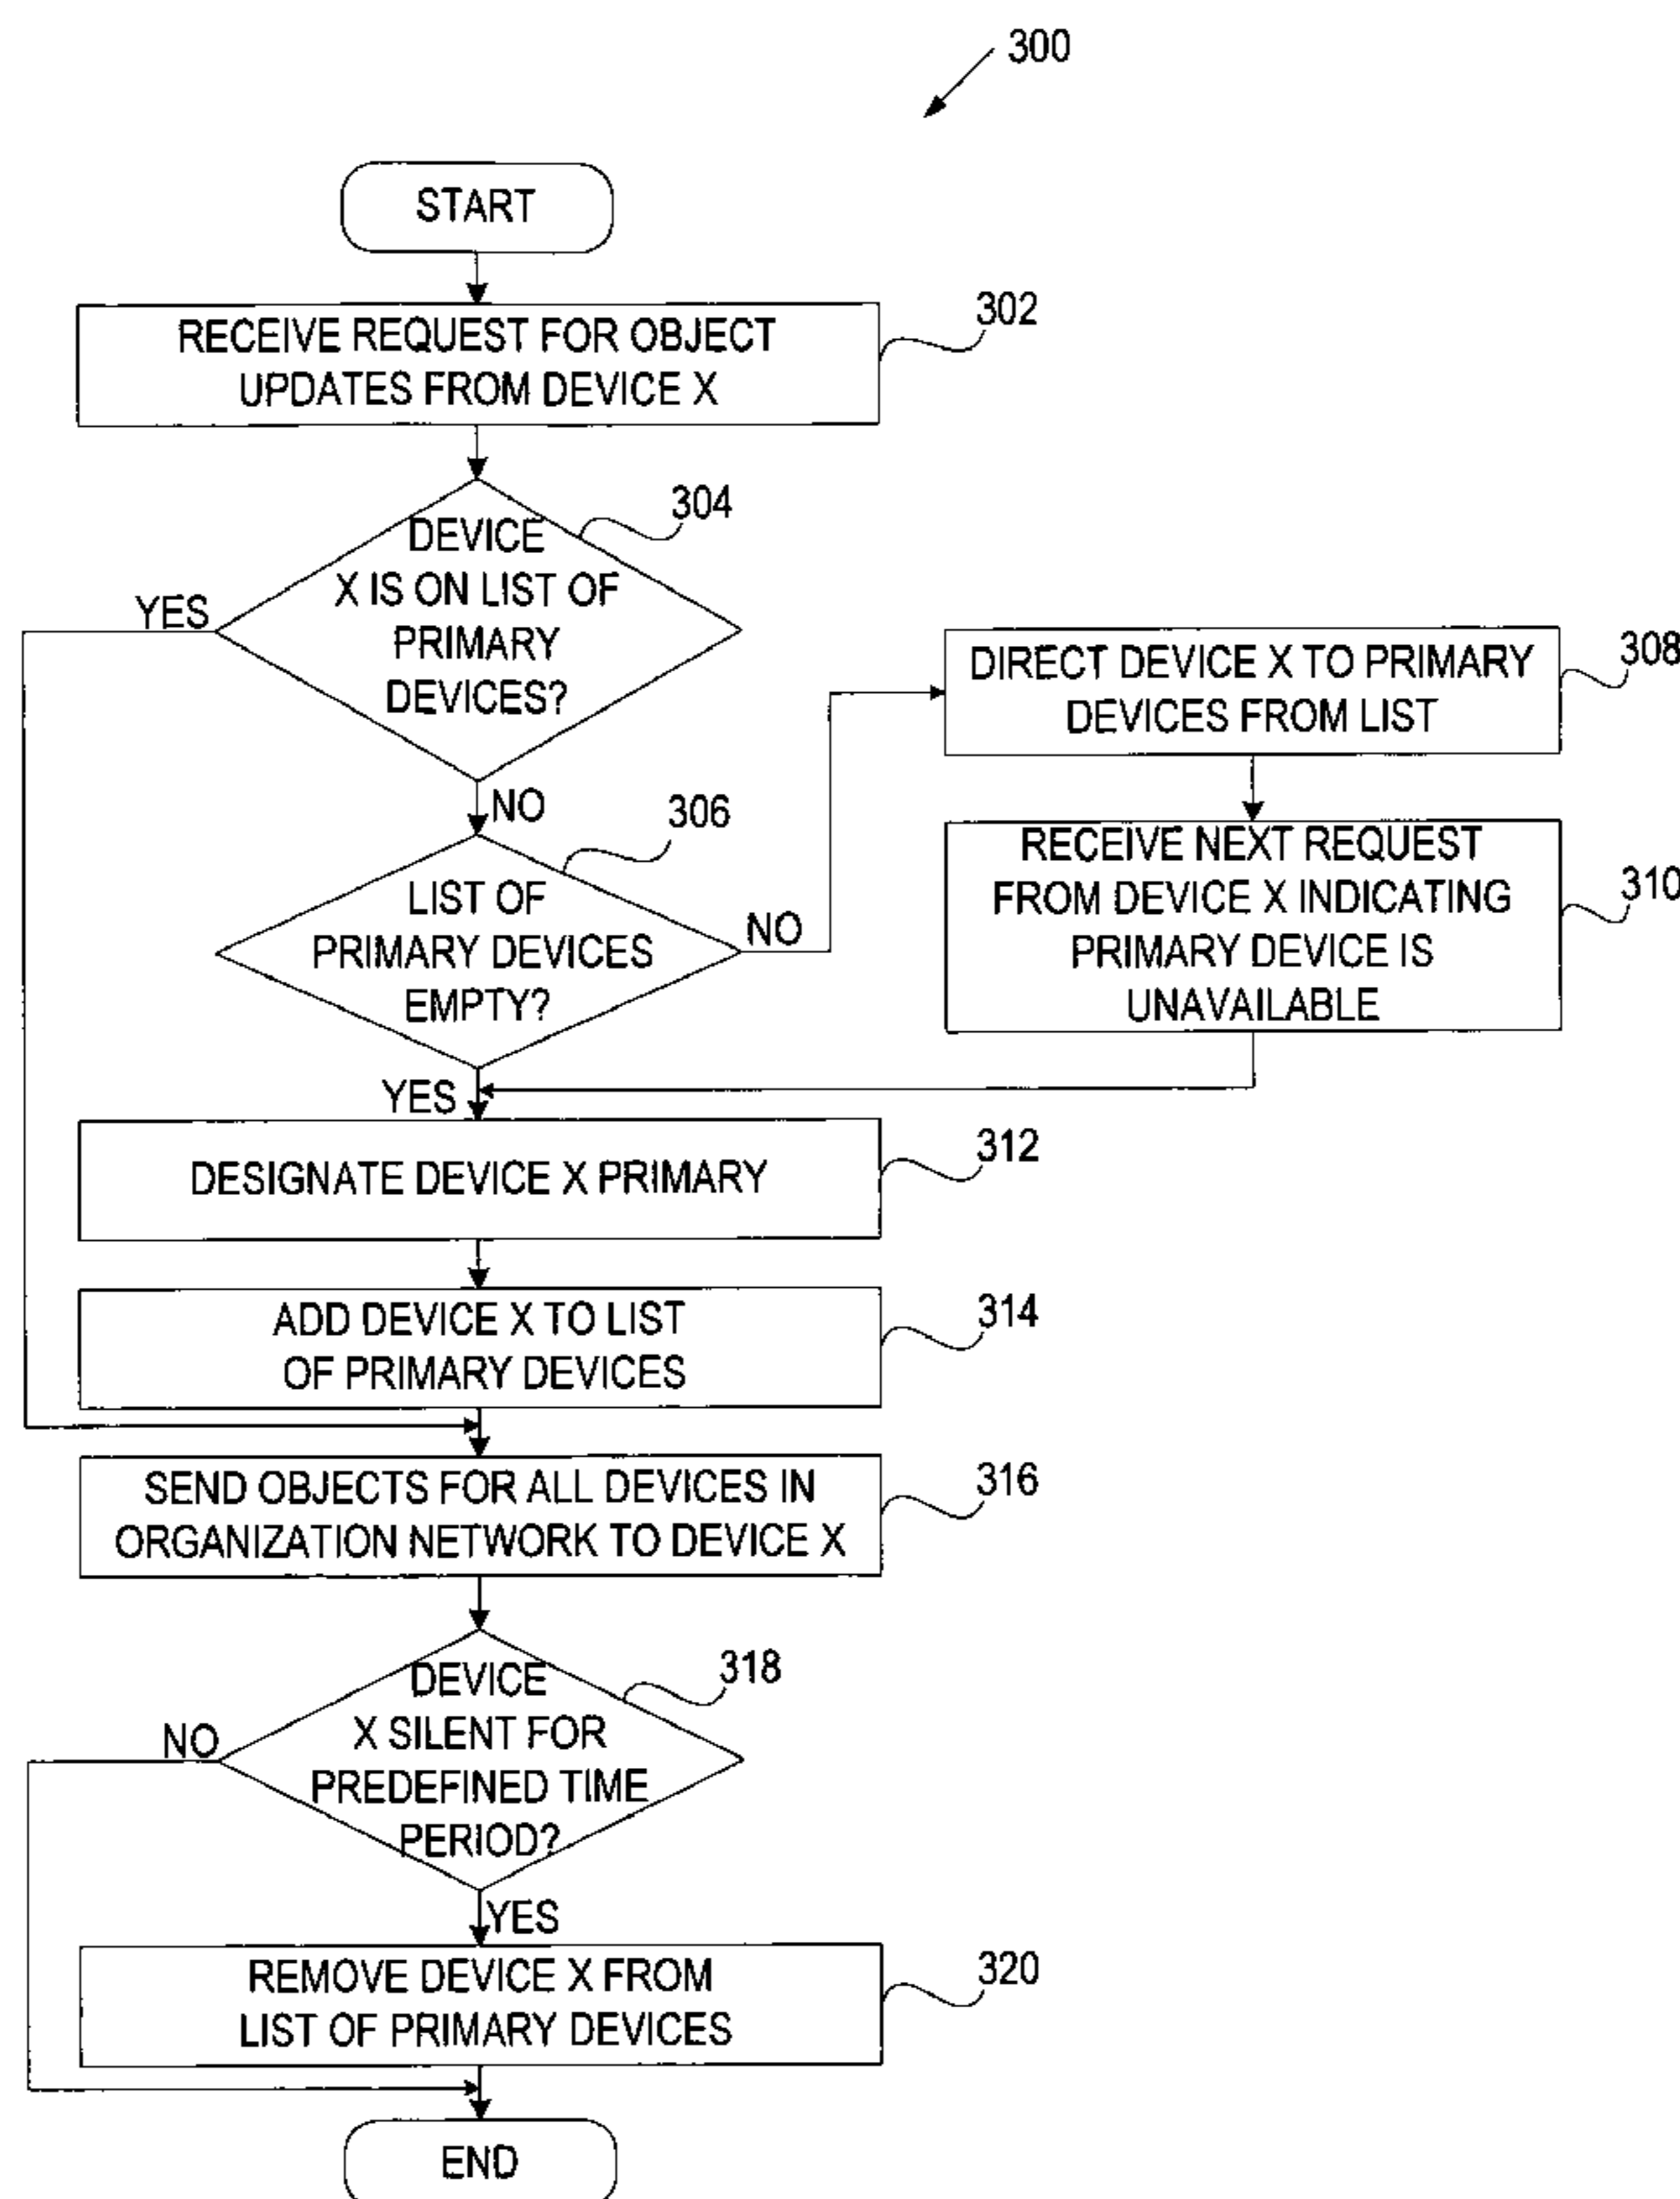 300
START
RECEIVE REQUEST FOR OBJECT
UPDATES FROM DEVICE X
302
DEVICE
X IS ON LIST OF
PRIMARY
DEVICES?
304
YES
NO
LIST OF
PRIMARY DEVICES
EMPTY?
306
NO
YES
DIRECT DEVICE X TO PRIMARY
DEVICES FROM LIST
308
RECEIVE NEXT REQUEST
FROM DEVICE X INDICATING
PRIMARY DEVICE IS
UNAVAILABLE
310
DESIGNATE DEVICE X PRIMARY
312
ADD DEVICE X TO LIST
OF PRIMARY DEVICES
314
SEND OBJECTS FOR ALL DEVICES IN
ORGANIZATION NETWORK TO DEVICE X
316
DEVICE
X SILENT FOR
PREDEFINED TIME
PERIOD?
318
NO
YES
REMOVE DEVICE X FROM
LIST OF PRIMARY DEVICES
320
END